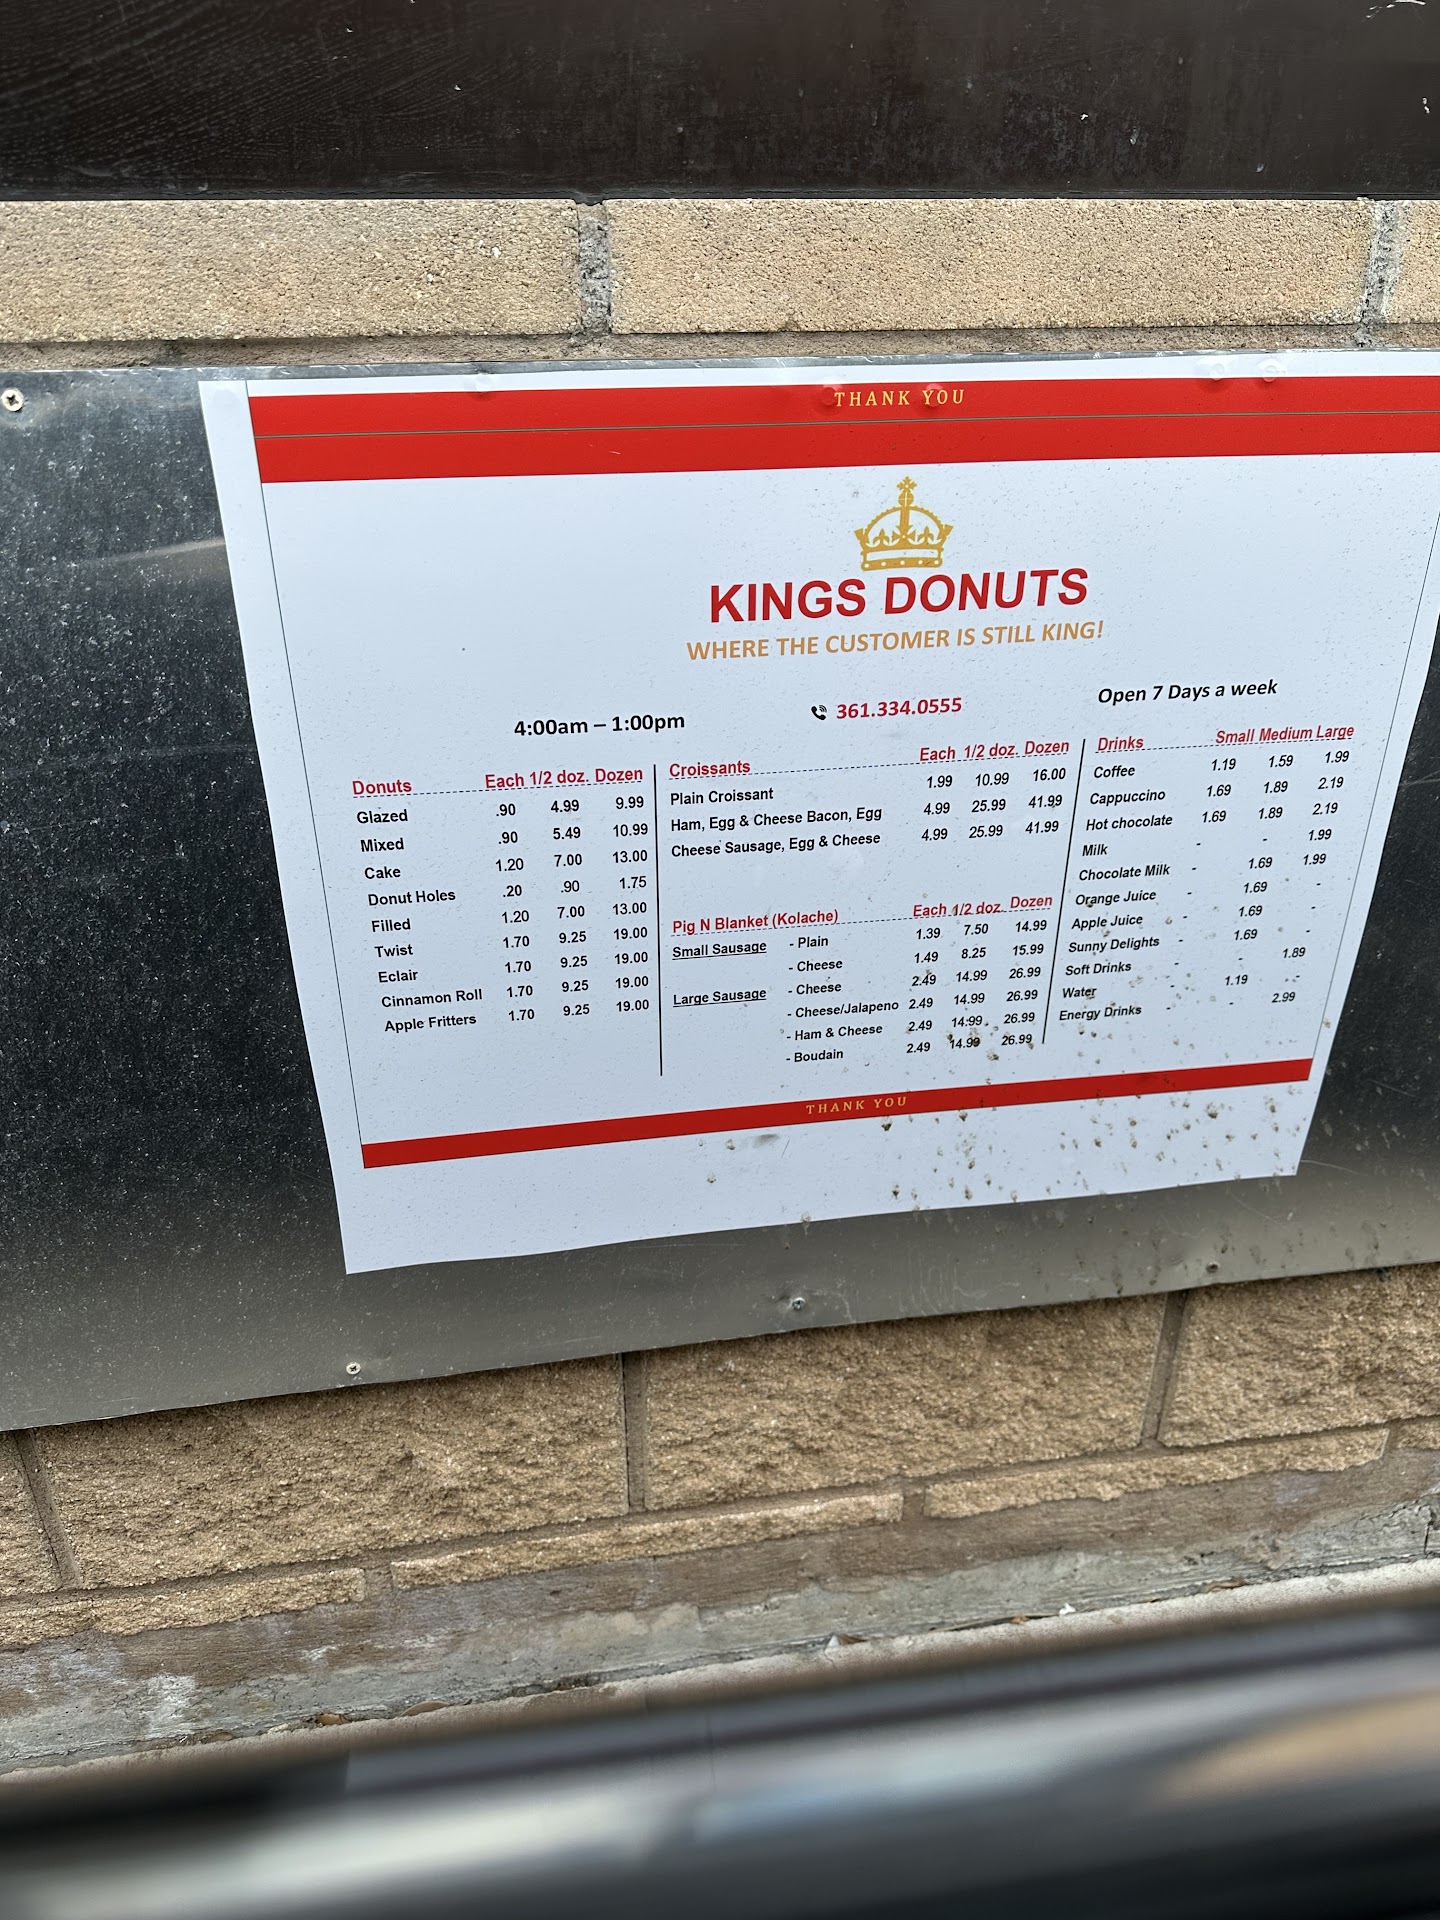 THANK YOU
KINGS DONUTS
WHERE THE CUSTOMER IS STILL KING!
4:00am – 1:00pm
361.334.0555
Open 7 Days a week
Donuts Each 1/2 doz. Dozen
Glazed .90 4.99 9.99
Mixed .90 5.49 10.99
Cake 1.20 7.00 13.00
Donut Holes .20 .90 1.75
Filled 1.20 7.00 13.00
Twist 1.70 9.25 19.00
Eclair 1.70 9.25 19.00
Cinnamon Roll 1.70 9.25 19.00
Apple Fritters 1.70 9.25 19.00
Croissants Each 1/2 doz. Dozen
Plain Croissant 1.99 10.99 16.00
Ham, Egg & Cheese Bacon, Egg 4.99 25.99 41.99
Cheese Sausage, Egg & Cheese 4.99 25.99 41.99
Pig N Blanket (Kolache) Each 1/2 doz. Dozen
Small Sausage - Plain 1.39 7.50 14.99
- Cheese 1.49 8.25 15.99
Large Sausage - Cheese 2.49 14.99 26.99
- Cheese/Jalapeno 2.49 14.99 26.99
- Ham & Cheese 2.49 14.99 26.99
- Boudain 2.49 14.99 26.99
Drinks Small Medium Large
Coffee 1.19 1.59 1.99
Cappuccino 1.69 1.89 2.19
Hot chocolate 1.69 1.89 2.19
Milk - - 1.99
Chocolate Milk - 1.69 1.99
Orange Juice - 1.69 -
Apple Juice - 1.69 -
Sunny Delights - 1.69 -
Soft Drinks - - 1.89
Water 1.19 -
Energy Drinks - - 2.99
THANK YOU